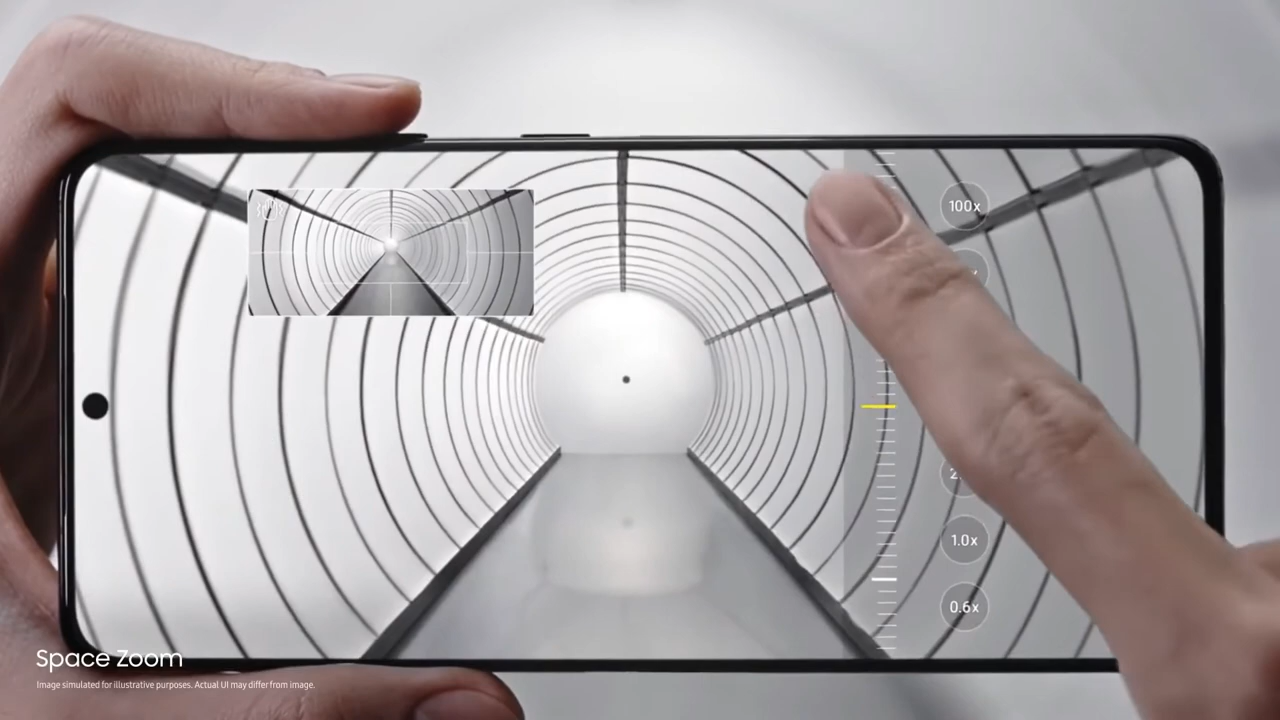 100x
1.0x
0.6x
Space Zoom
Image simulated for illustrative purposes. Actual UI may differ from image.